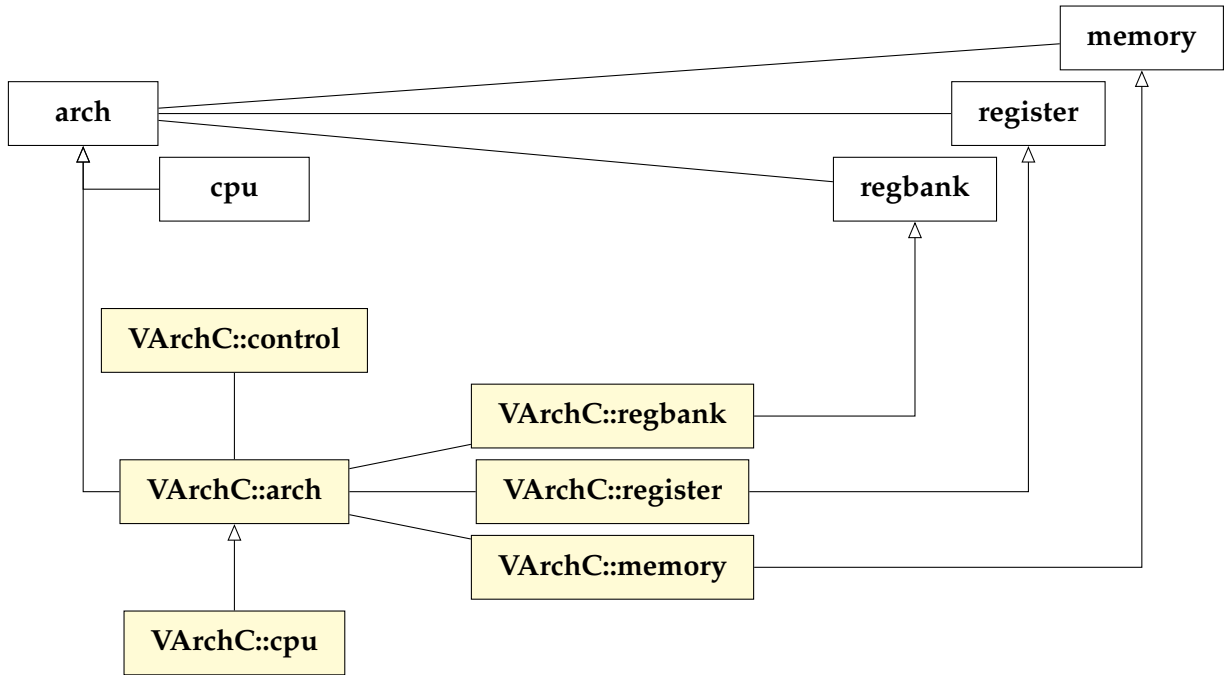 memory
arch
register
cpu
regbank
VArchC::control
VArchC::regbank
VArchC::arch
VArchC::register
VArchC::memory
VArchC::cpu